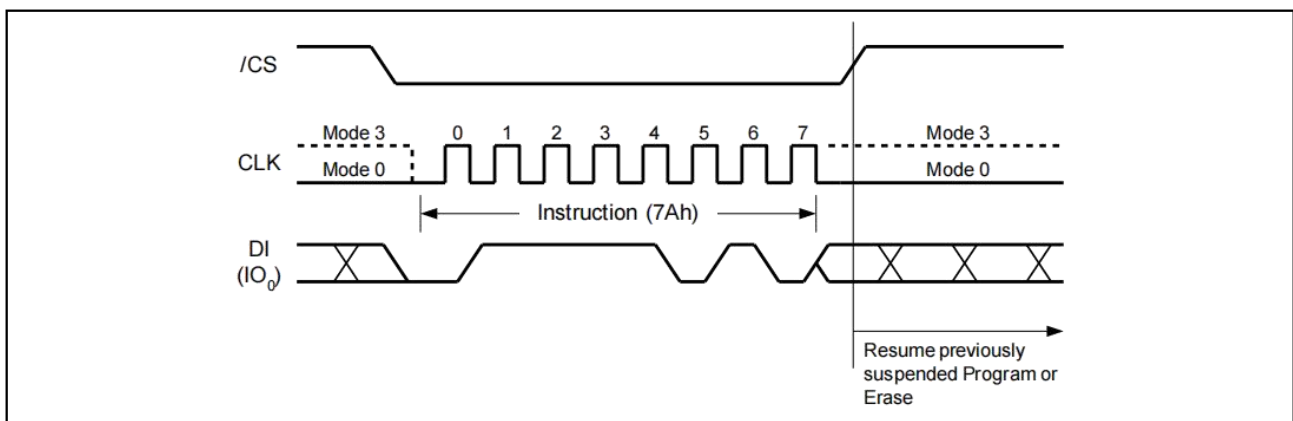 /CS
Mode 3 0 1 2 3 4 5 6 7 Mode 3
CLK
Mode 0 Mode 0
Instruction (7Ah)
DI
(IO0)
Resume previously
suspended Program or
Erase